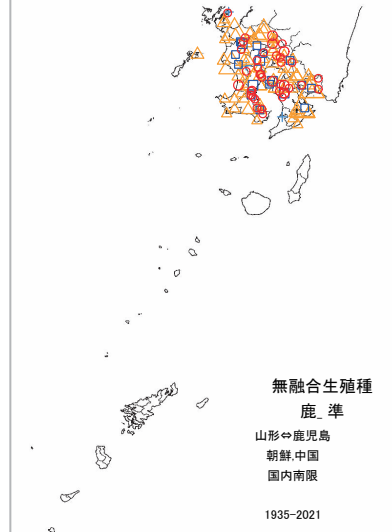 無融合生殖種
鹿_ 準
山形⇔鹿児島
朝鮮,中国
国内南限
1935-2021